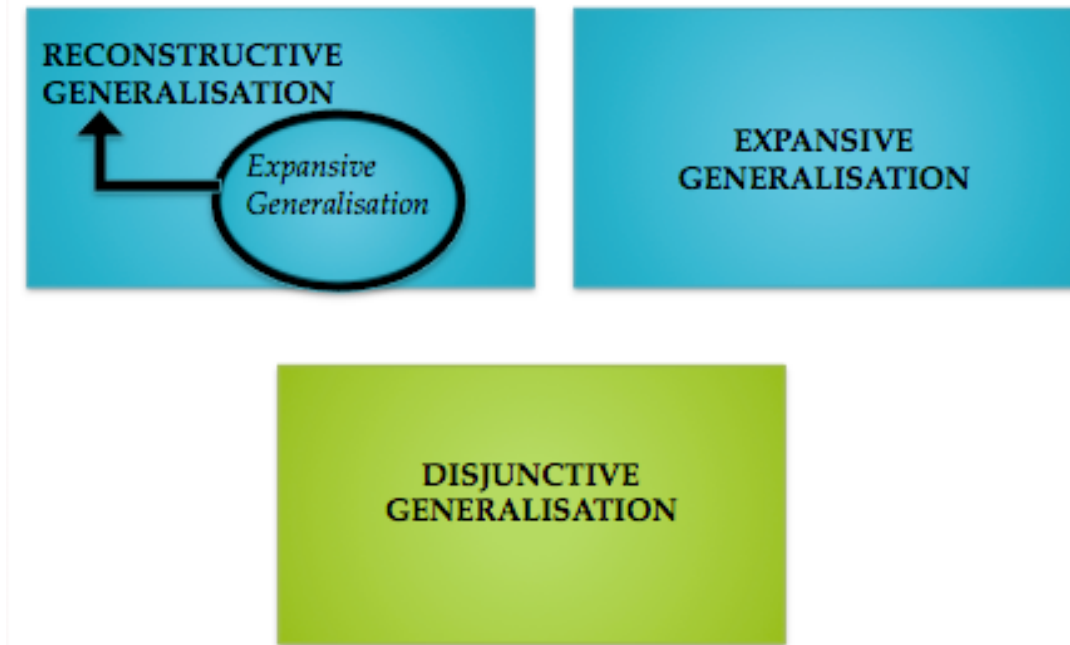 RECONSTRUCTIVE
GENERALISATION
Expansive
Generalisation
EXPANSIVE
GENERALISATION
DISJUNCTIVE
GENERALISATION